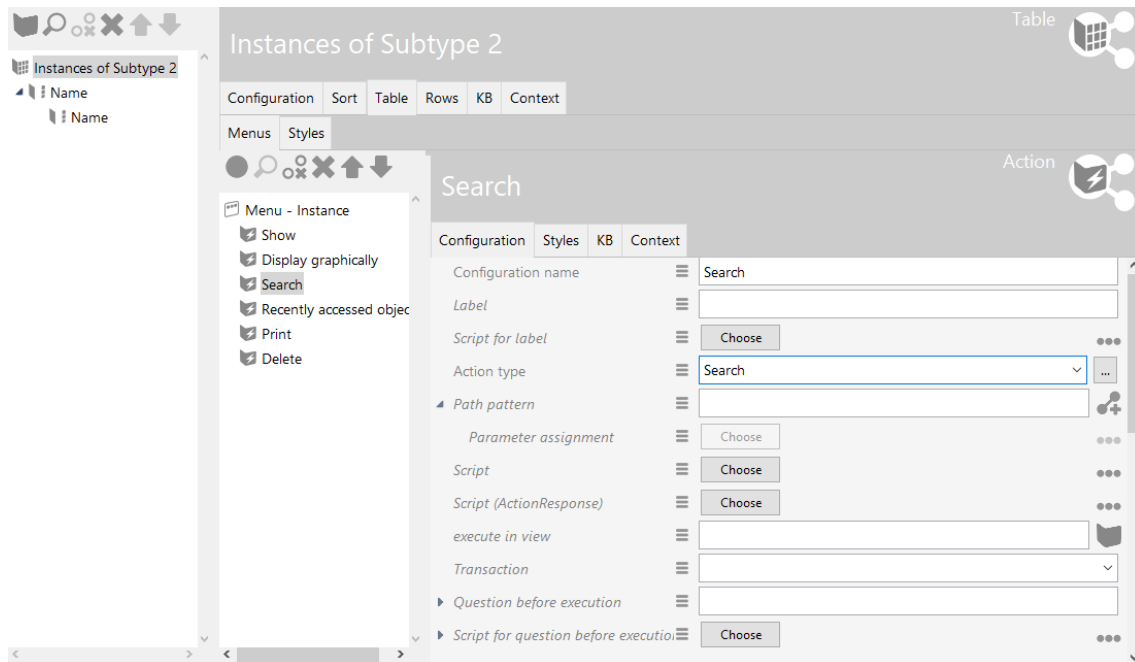 Table
Instances of Subtype 2
Instances of Subtype 2
Name
Name
Configuration Sort Table Rows KB Context
Menus Styles
Action
Search
Menu - Instance
Show
Display graphically
Search
Recently accessed objec
Print
Delete
Configuration Styles KB Context
Configuration name Search
Label
Script for label Choose
Action type Search ...
Path pattern
Parameter assignment Choose
Script Choose
Script (ActionResponse) Choose
execute in view
Transaction
Question before execution
Script for question before executio Choose